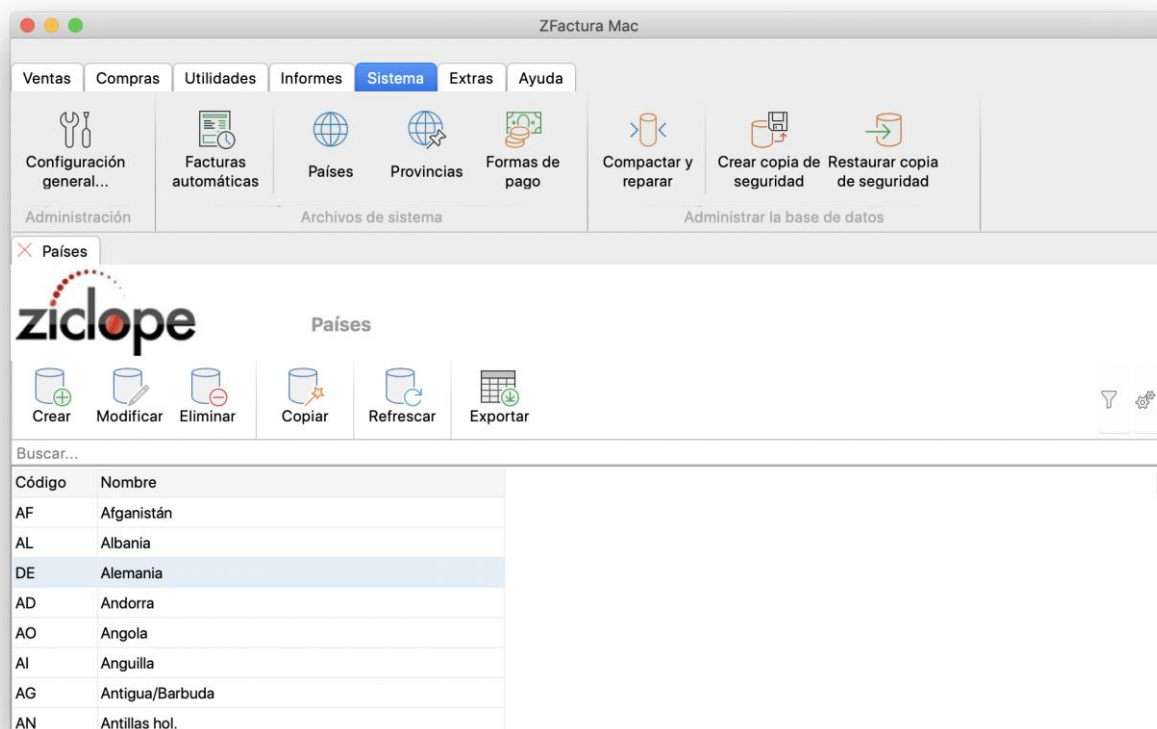 ZFactura Mac
Ventas Compras Utilidades Informes Sistema Extras Ayuda
Configuración general...
Facturas automáticas
Países
Provincias
Formas de pago
Compactar y reparar
Crear copia de seguridad
Restaurar copia de seguridad
Administración
Archivos de sistema
Administrar la base de datos
Países
ziclope
Países
Crear Modificar Eliminar Copiar Refrescar Exportar
Buscar...
Código Nombre
AF Afganistán
AL Albania
DE Alemania
AD Andorra
AO Angola
AI Anguilla
AG Antigua/Barbuda
AN Antillas hol.